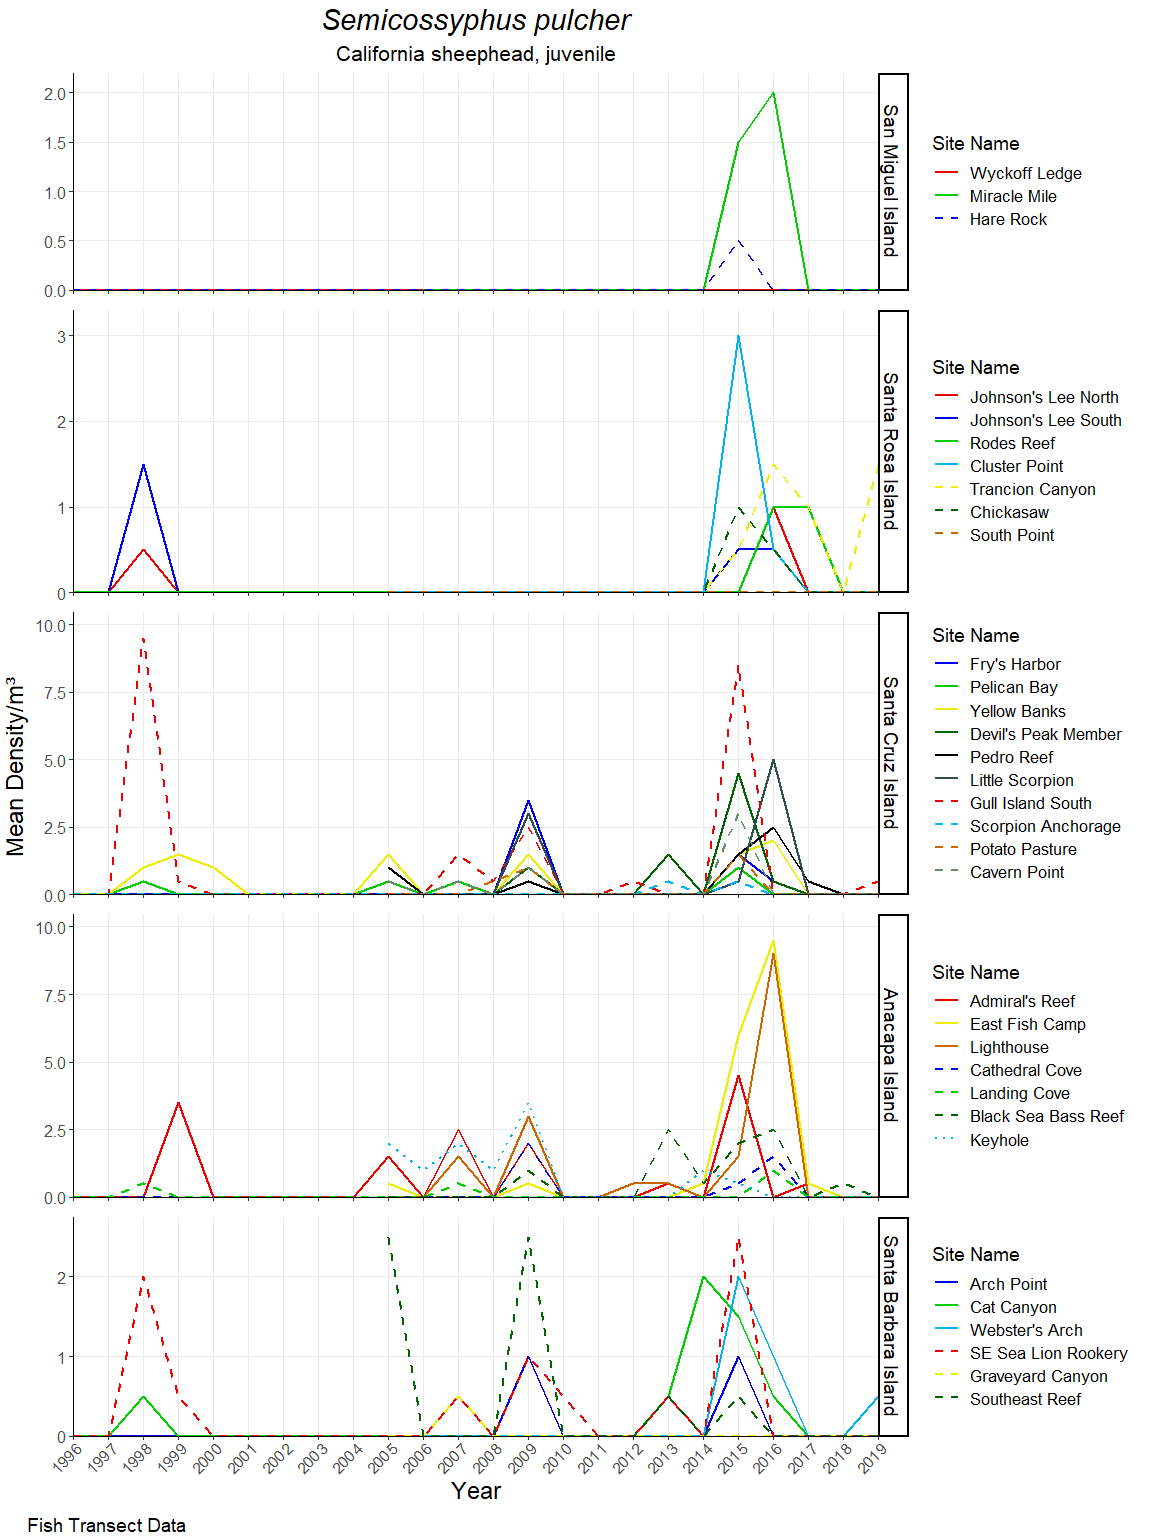 Semicossyphus pulcher
California sheephead, juvenile
Mean Density/m³
2.0
1.5
1.0
0.5
0.0
San Miguel Island
Site Name
Wyckoff Ledge
Miracle Mile
Hare Rock
3
2
1
0
Santa Rosa Island
Site Name
Johnson's Lee North
Johnson's Lee South
Rodes Reef
Cluster Point
Trancion Canyon
Chickasaw
South Point
10.0
7.5
5.0
2.5
0.0
Santa Cruz Island
Site Name
Fry's Harbor
Pelican Bay
Yellow Banks
Devil's Peak Member
Pedro Reef
Little Scorpion
Gull Island South
Scorpion Anchorage
Potato Pasture
Cavern Point
10.0
7.5
5.0
2.5
0.0
Anacapa Island
Site Name
Admiral's Reef
East Fish Camp
Lighthouse
Cathedral Cove
Landing Cove
Black Sea Bass Reef
Keyhole
2
1
0
Santa Barbara Island
Site Name
Arch Point
Cat Canyon
Webster's Arch
SE Sea Lion Rookery
Graveyard Canyon
Southeast Reef
1996 1997 1998 1999 2000 2001 2002 2003 2004 2005 2006 2007 2008 2009 2010 2011 2012 2013 2014 2015 2016 2017 2018 2019
Year
Fish Transect Data